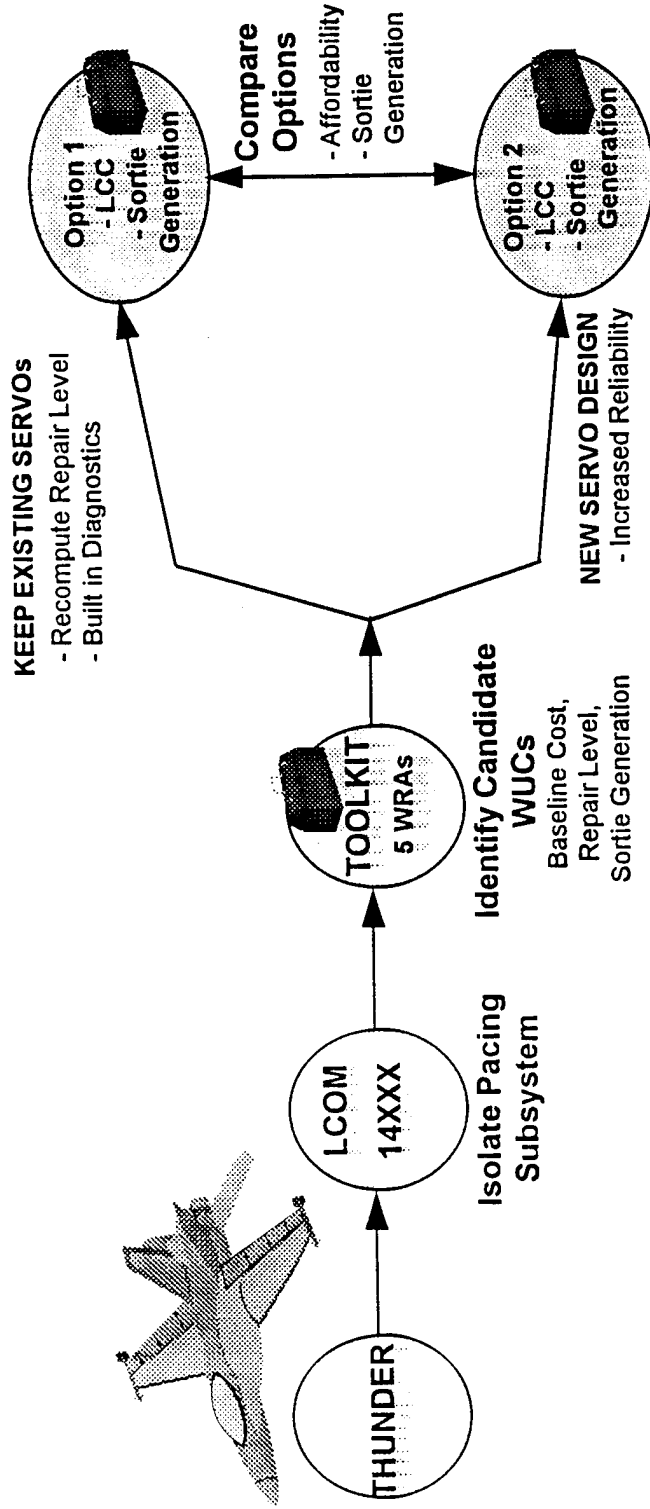 THUNDER
LCOM
14XXX
Isolate Pacing
Subsystem
TOOLKIT
5 WRAs
Identify Candidate
WUCs
Baseline Cost,
Repair Level,
Sortie Generation
KEEP EXISTING SERVOs
- Recompute Repair Level
- Built in Diagnostics
NEW SERVO DESIGN
- Increased Reliability
Option 1
- LCC
- Sortie
Generation
Compare
Options
- Affordability
- Sortie
Generation
Option 2
- LCC
- Sortie
Generation